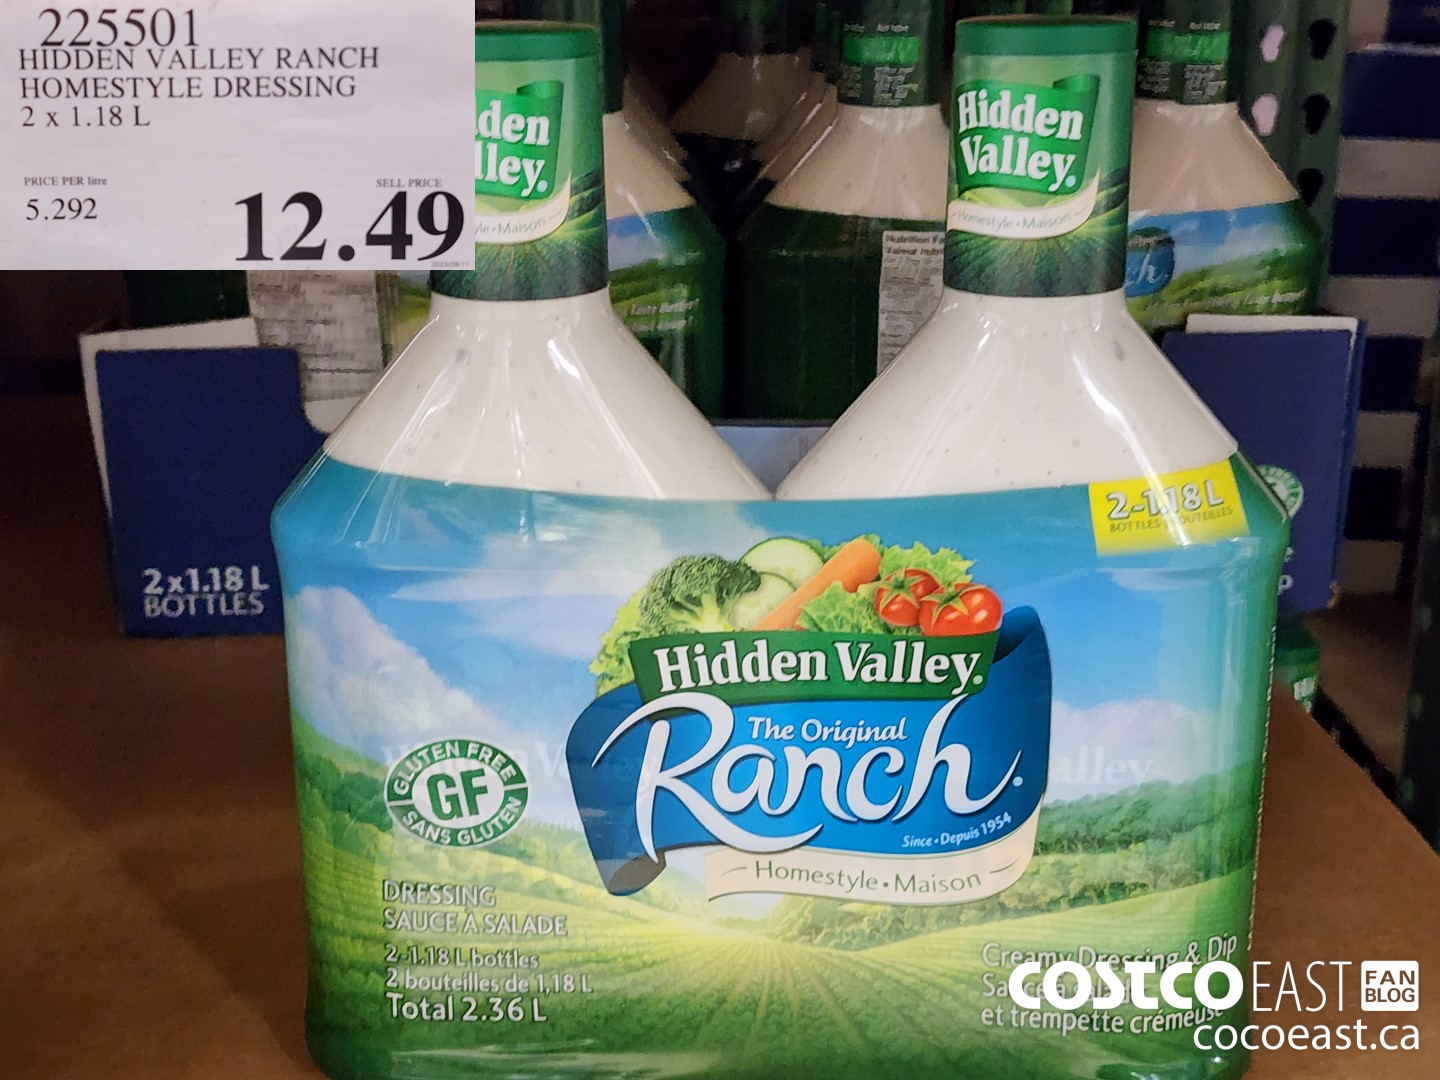 225501
HIDDEN VALLEY RANCH
HOMESTYLE DRESSING
2 x 1.18 L
PRICE PER litre
5.292
SELL PRICE
12.49
Hidden
Valley®
Homestyle • Maison
2x1.18 L
BOTTLES
2-1.18 L
BOTTLES BOUTEILLES
Hidden Valley®
The Original
Ranch®
Since • Depuis 1954
Homestyle • Maison
GLUTEN FREE
GF
SANS GLUTEN
DRESSING
SAUCE À SALADE
2-1.18 L bottles
2 bouteilles de 1,18 L
Total 2.36 L
Creamy Dressing & Dip
et trempette crémeuse
COSTCO EAST FAN
BLOG
cocoeast.ca